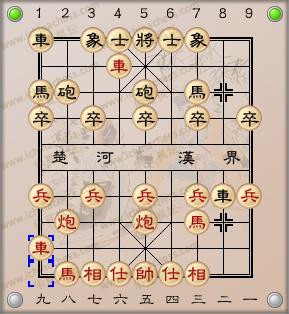 1 2 3 4 5 6 7 8 9
車 象 士 將 士 象
車
馬 砲 砲 馬
卒 卒 卒 卒 卒
楚 河 漢 界
兵 兵 兵 兵 車 兵
炮 炮 馬
車
馬 相 仕 帥 仕 相
九 八 七 六 五 四 三 二 一